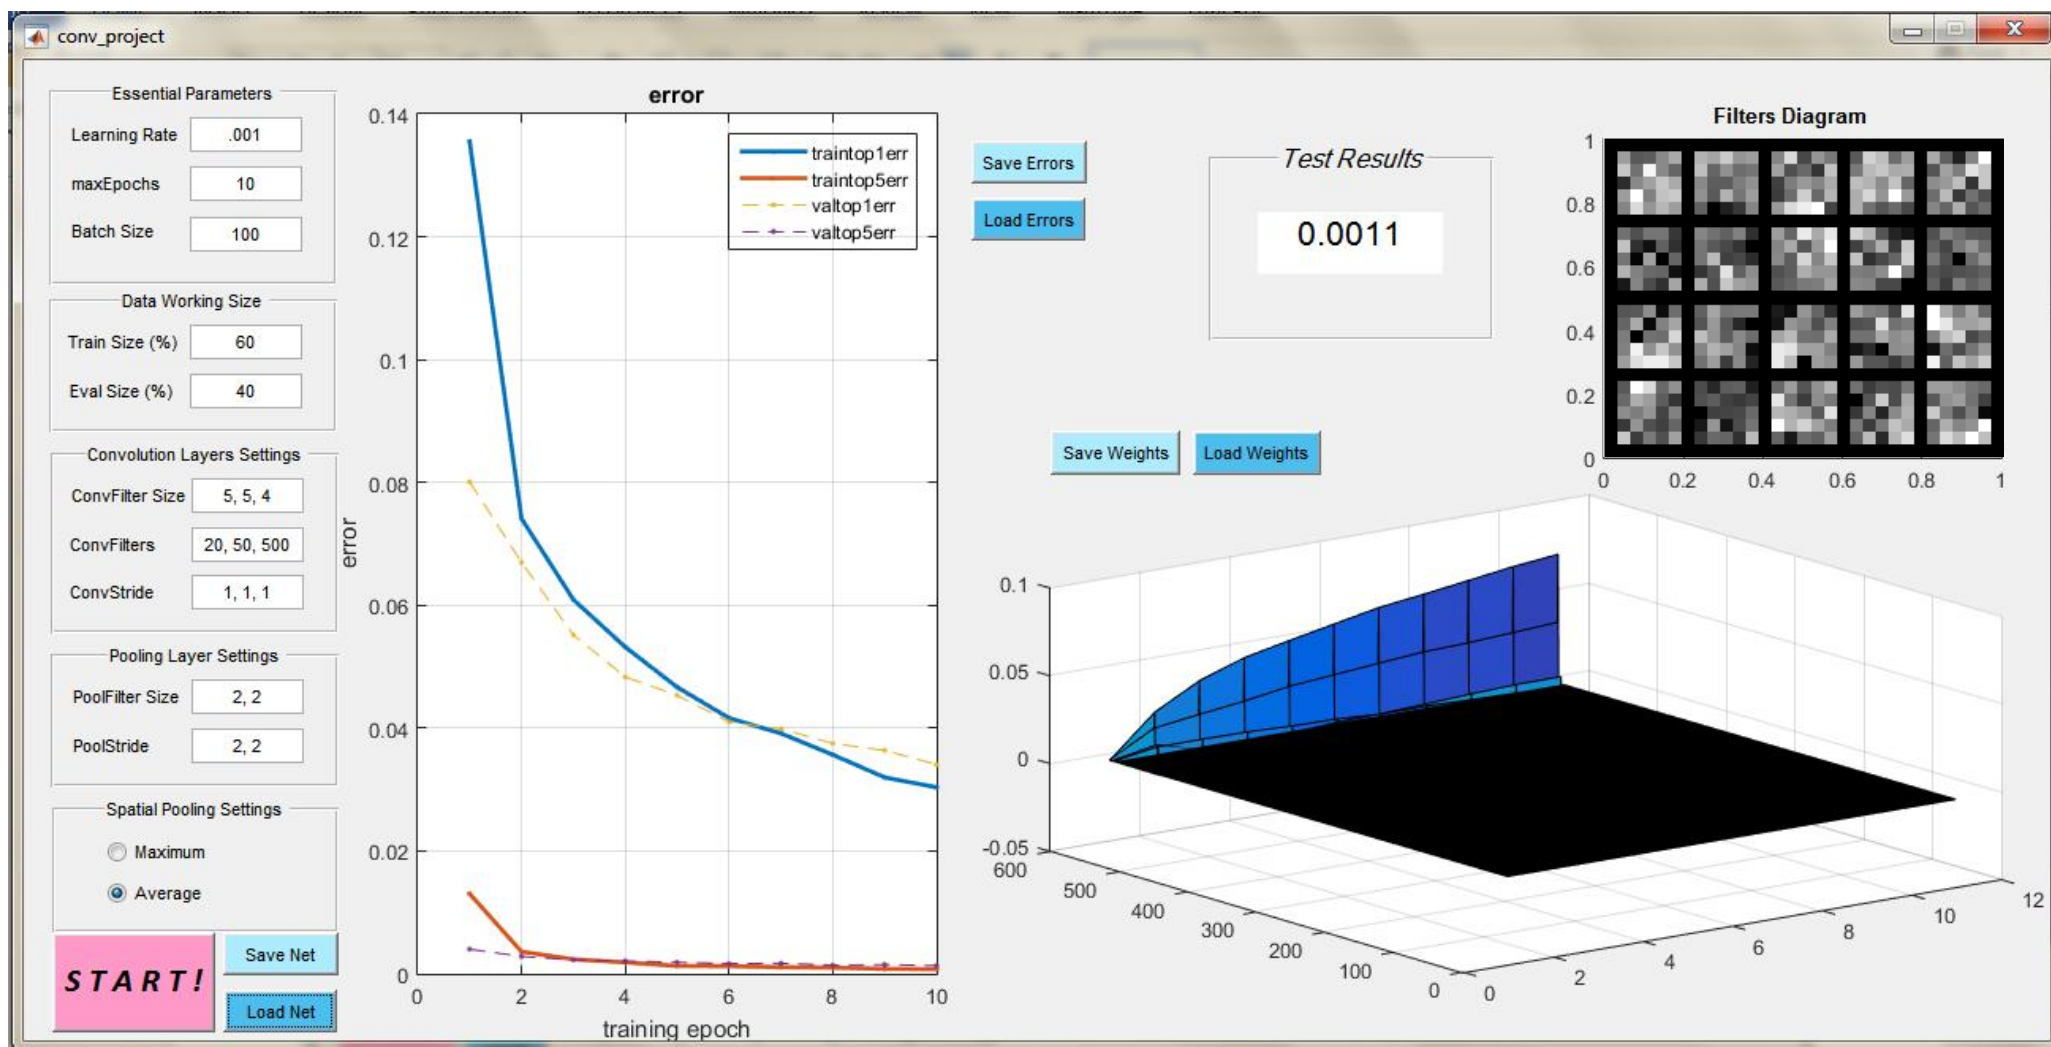 conv_project
Essential Parameters
Learning Rate .001
maxEpochs 10
Batch Size 100
Data Working Size
Train Size (%) 60
Eval Size (%) 40
Convolution Layers Settings
ConvFilter Size 5, 5, 4
ConvFilters 20, 50, 500
ConvStride 1, 1, 1
Pooling Layer Settings
PoolFilter Size 2, 2
PoolStride 2, 2
Spatial Pooling Settings
Maximum
Average
START!
Save Net
Load Net
error
0.14
0.12
0.1
0.08
0.06
0.04
0.02
0
error
0 2 4 6 8 10
training epoch
traintop1err
traintop5err
valtop1err
valtop5err
Save Errors
Load Errors
Test Results
0.0011
Save Weights
Load Weights
Filters Diagram
1
0.8
0.6
0.4
0.2
0
0 0.2 0.4 0.6 0.8 1
0.1
0.05
0
-0.05
600
500
400
300
200
100
0
0
2
4
6
8
10
12